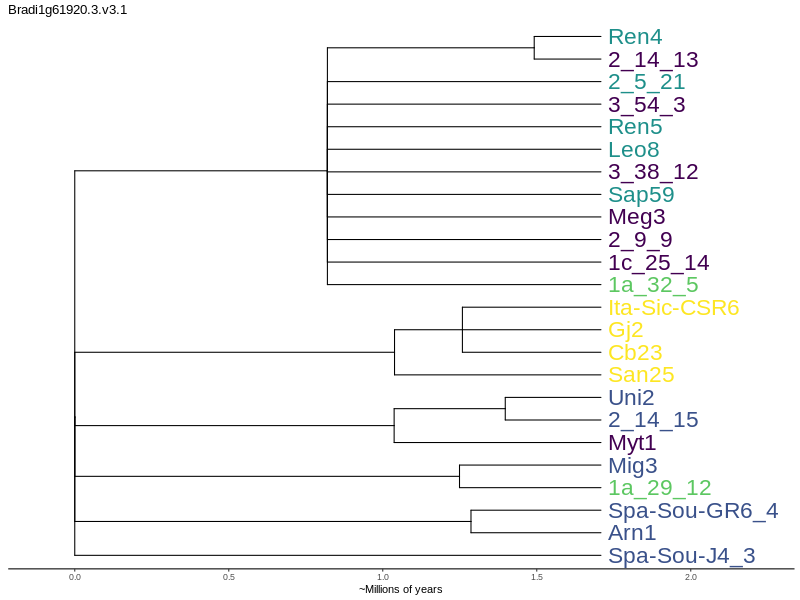 Bradi1g61920.3.v3.1
Ren4
2_14_13
2_5_21
3_54_3
Ren5
Leo8
3_38_12
Sap59
Meg3
2_9_9
1c_25_14
1a_32_5
Ita-Sic-CSR6
Gj2
Cb23
San25
Uni2
2_14_15
Myt1
Mig3
1a_29_12
Spa-Sou-GR6_4
Arn1
Spa-Sou-J4_3
0.0 0.5 1.0 1.5 2.0
~Millions of years